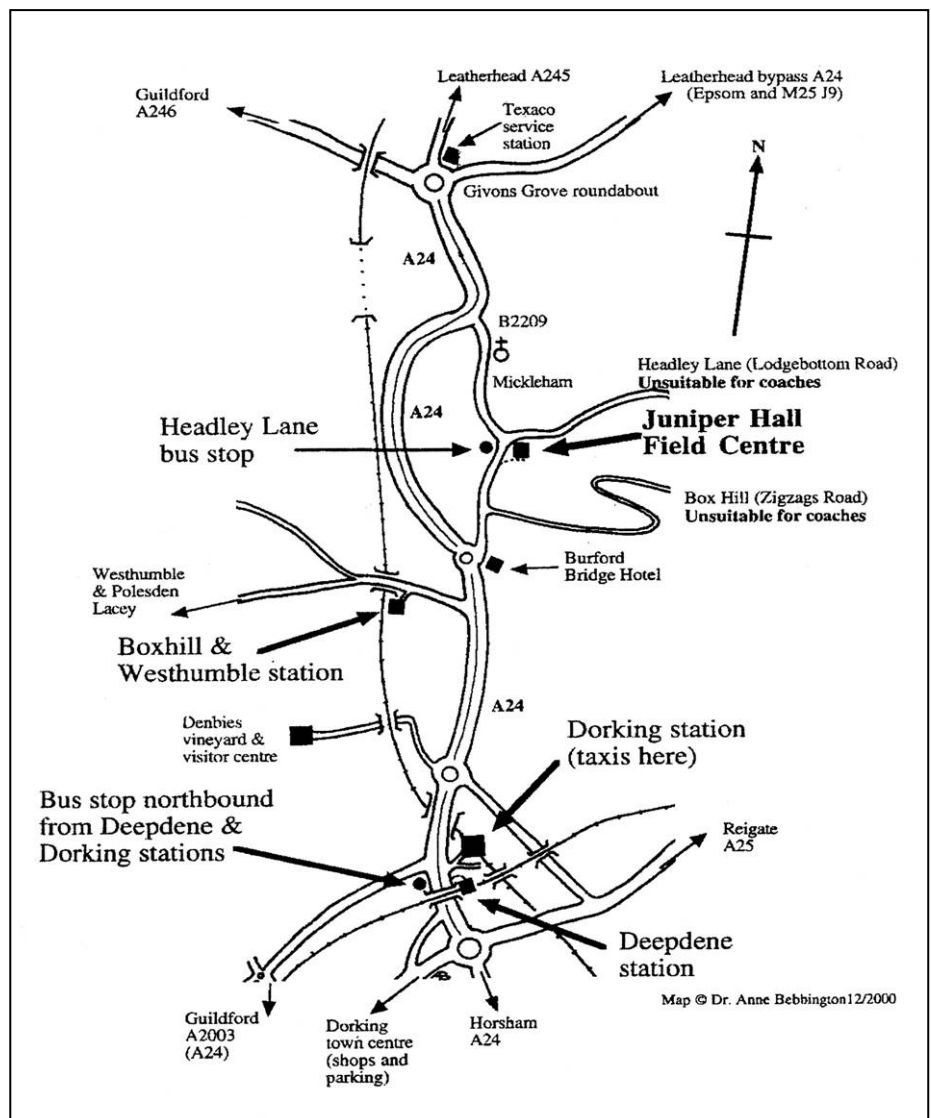 Guildford
A246
Leatherhead A245
Leatherhead bypass A24
(Epsom and M25 J9)
Texaco
service
station
N
Givons Grove roundabout
A24
B2209
Mickleham
Headley Lane (Lodgebottom Road)
Unsuitable for coaches
A24
Juniper Hall
Field Centre
Headley Lane
bus stop
Box Hill (Zigzags Road)
Unsuitable for coaches
Burford
Bridge Hotel
Westhumble
& Polesden
Lacey
Boxhill &
Westhumble station
A24
Denbies
vineyard &
visitor centre
Dorking station
(taxis here)
Bus stop northbound
from Deepdene &
Dorking stations
Reigate
A25
Deepdene
station
Map © Dr. Anne Bebbington12/2000
Guildford
A2003
(A24)
Dorking
town centre
(shops and
parking)
Horsham
A24